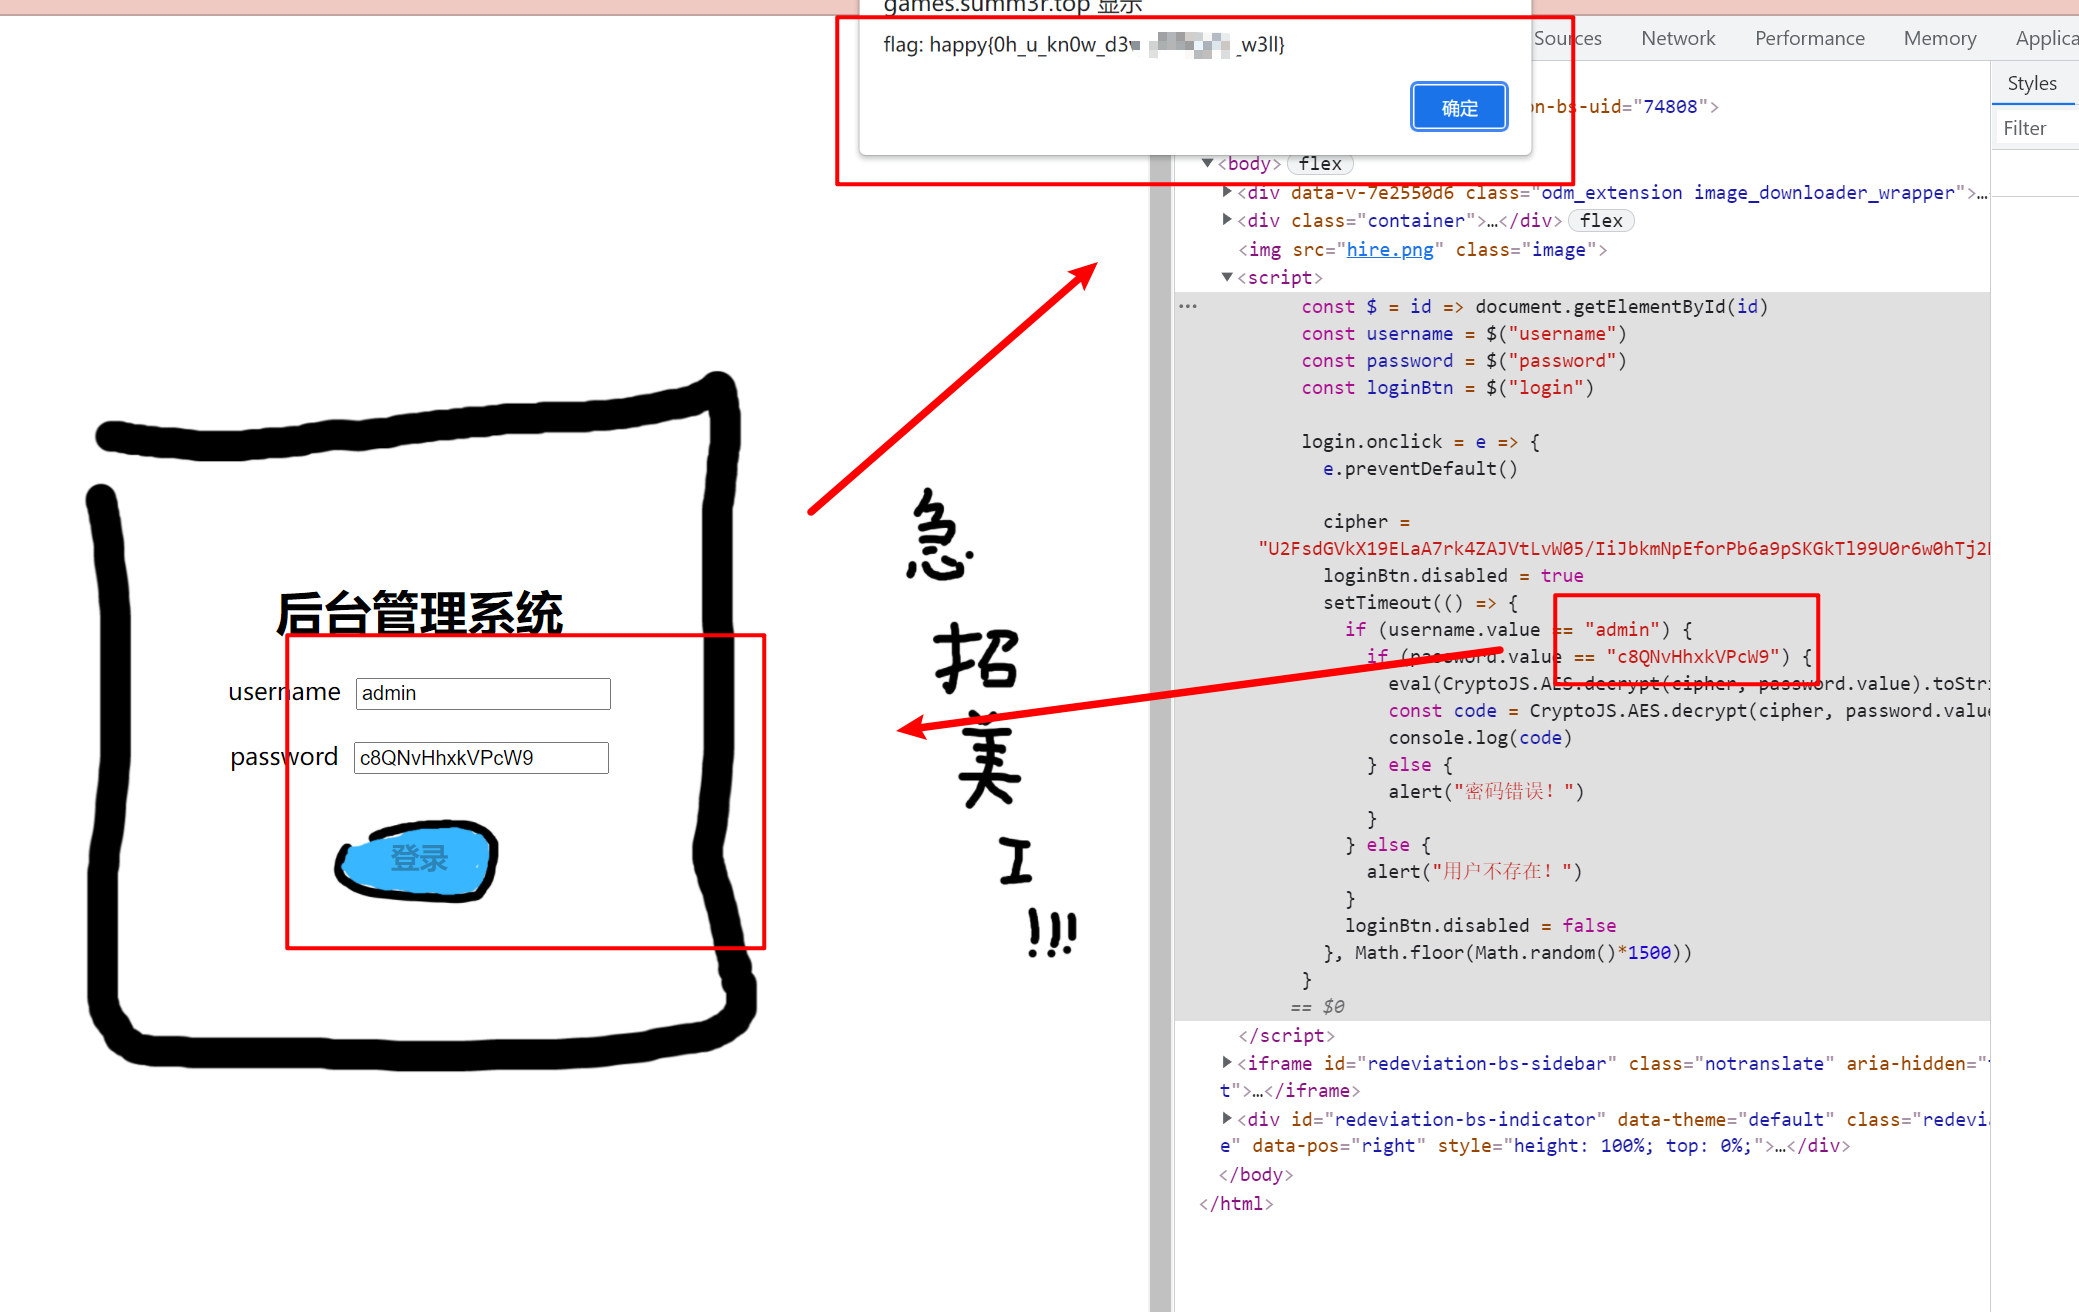 games.summ3r.top 显示
flag: happy{0h_u_kn0w_d3 _w3ll}
确定
Sources Network Performance Memory Applica
Styles
Filter
n-bs-uid="74808">
<body> flex
<div data-v-7e2550d6 class="odm_extension image_downloader_wrapper">…
<div class="container">…</div> flex
<img src="hire.png" class="image">
<script>
const $ = id => document.getElementById(id)
const username = $("username")
const password = $("password")
const loginBtn = $("login")
login.onclick = e => {
e.preventDefault()
cipher =
"U2FsdGVkX19ELaA7rk4ZAJVtLvW05/IiJbkmNpEforPb6a9pSKGkTl99U0r6w0hTj2
loginBtn.disabled = true
setTimeout(() => {
if (username.value == "admin") {
if (password.value == "c8QNvHhxkVPcW9") {
eval(CryptoJS.AES.decrypt(cipher, password.value).toStri
const code = CryptoJS.AES.decrypt(cipher, password.valu
console.log(code)
} else {
alert("密码错误！")
}
} else {
alert("用户不存在！")
}
loginBtn.disabled = false
}, Math.floor(Math.random()*1500))
}
== $0
</script>
<iframe id="redeviation-bs-sidebar" class="notranslate" aria-hidden="
t">…</iframe>
<div id="redeviation-bs-indicator" data-theme="default" class="redevi
e" data-pos="right" style="height: 100%; top: 0%;">…</div>
</body>
</html>
后台管理系统
username admin
password c8QNvHhxkVPcW9
登录
急
招
美
工
!!!